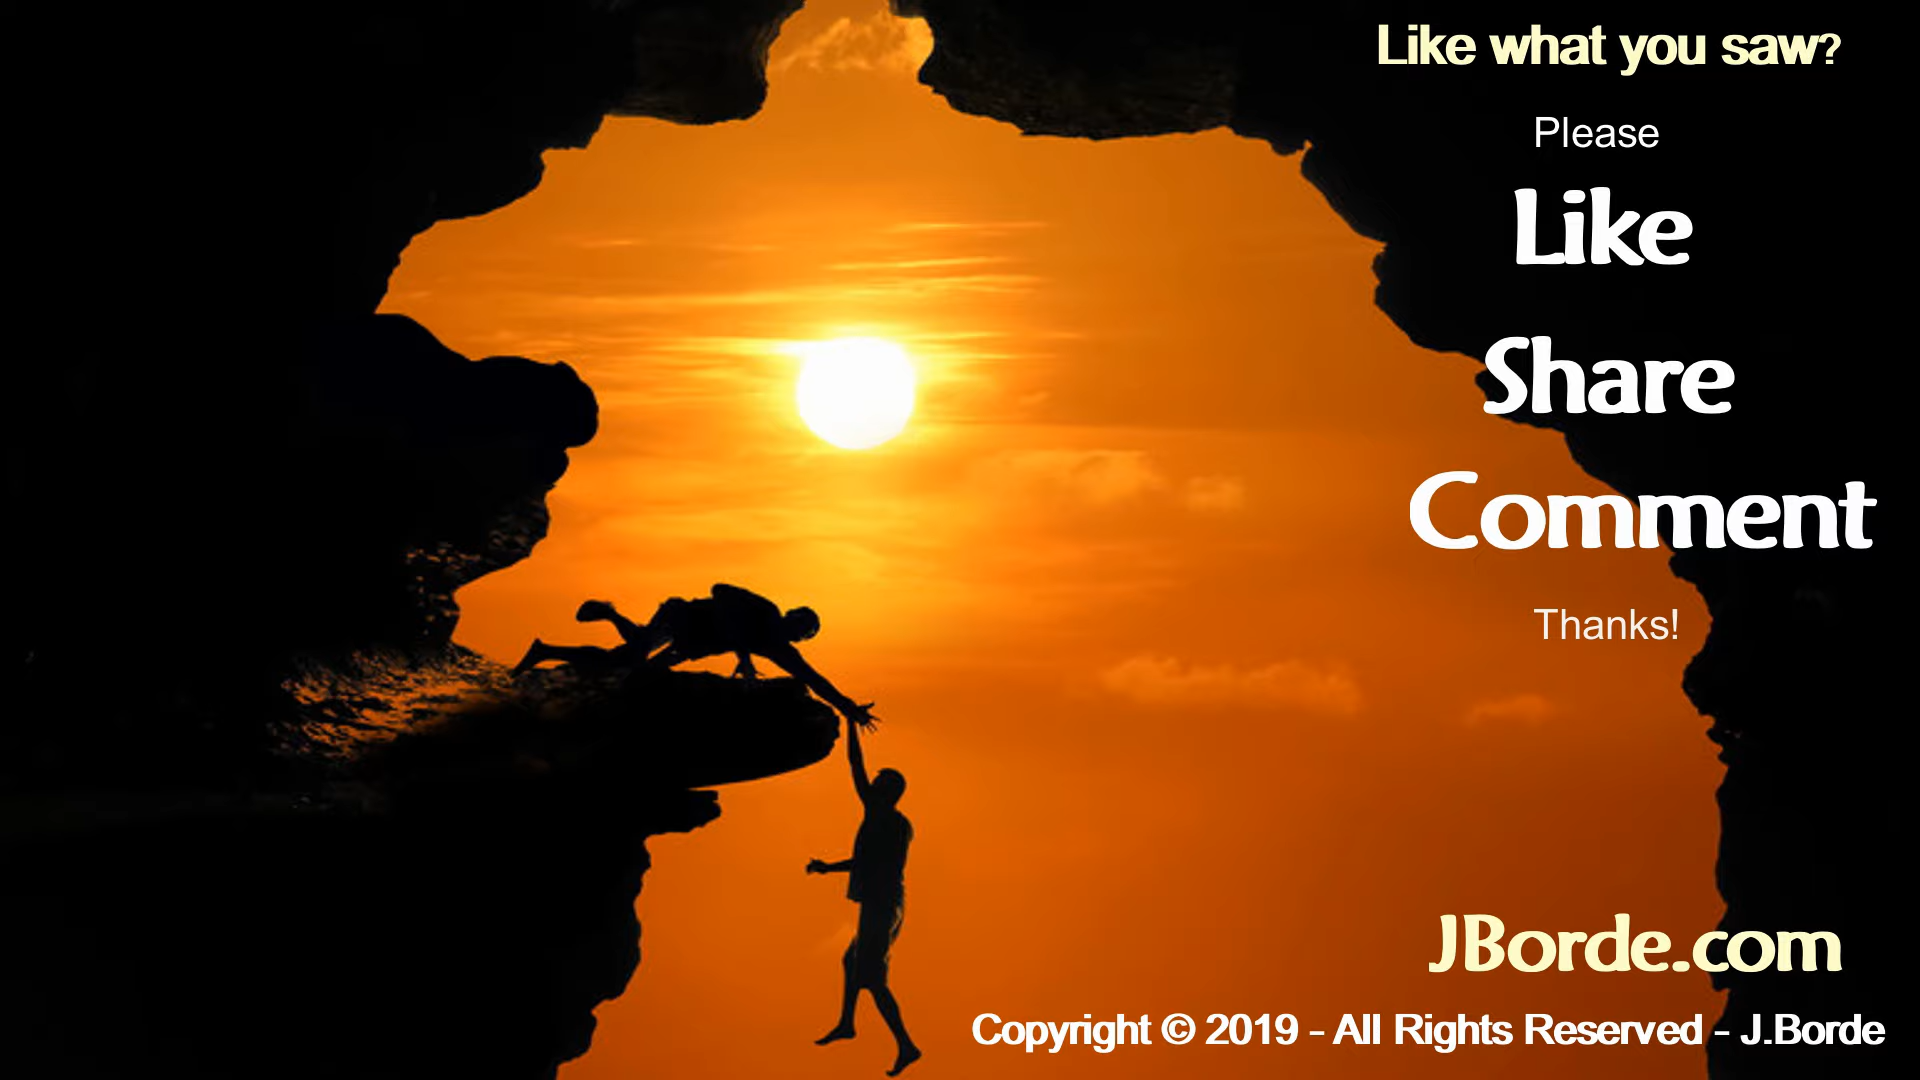 Like what you saw?
Please
Like
Share
Comment
Thanks!
JBorde.com
Copyright © 2019 - All Rights Reserved - J.Borde